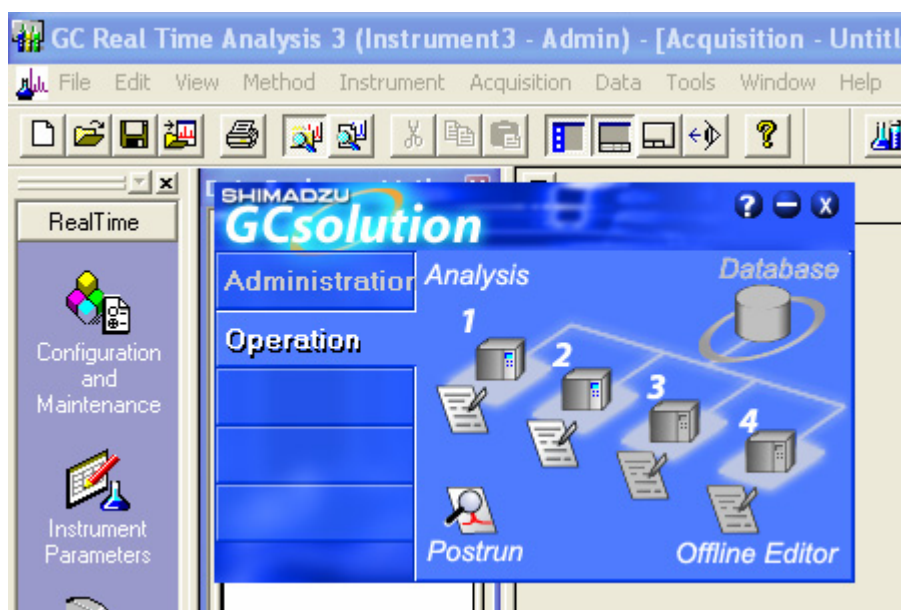 GC Real Time Analysis 3 (Instrument3 - Admin) - [Acquisition - Untitl
File Edit View Method Instrument Acquisition Data Tools Window Help
RealTime
Configuration
and
Maintenance
Instrument
Parameters
SHIMADZU
GCsolution
Administration
Operation
Analysis
Database
1
2
3
4
Postrun
Offline Editor